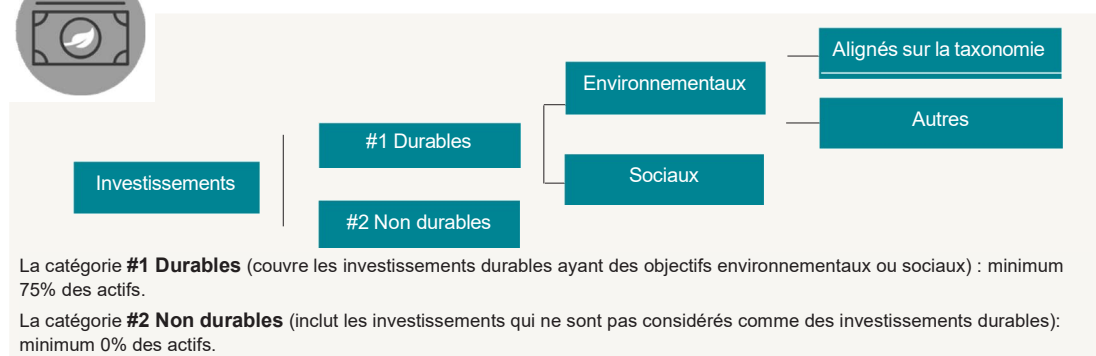 Alignés sur la taxonomie
Environnementaux
Autres
#1 Durables
Sociaux
Investissements
#2 Non durables
La catégorie #1 Durables (couvre les investissements durables ayant des objectifs environnementaux ou sociaux) : minimum
75% des actifs.
La catégorie #2 Non durables (inclut les investissements qui ne sont pas considérés comme des investissements durables):
minimum 0% des actifs.